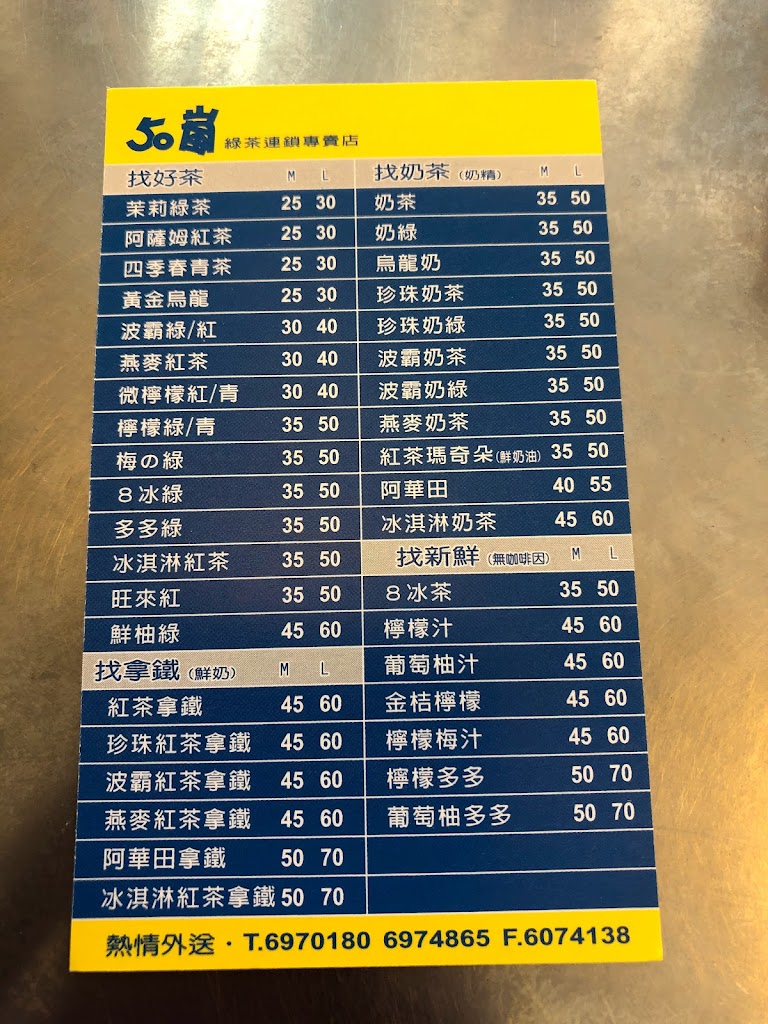 50嵐 綠茶連鎖專賣店
找好茶 M L
茉莉綠茶 25 30
阿薩姆紅茶 25 30
四季春青茶 25 30
黃金烏龍 25 30
波霸綠/紅 30 40
燕麥紅茶 30 40
微檸檬紅/青 30 40
檸檬綠/青 35 50
梅の綠 35 50
8冰綠 35 50
多多綠 35 50
冰淇淋紅茶 35 50
旺來紅 35 50
鮮柚綠 45 60
找拿鐵 (鮮奶) M L
紅茶拿鐵 45 60
珍珠紅茶拿鐵 45 60
波霸紅茶拿鐵 45 60
燕麥紅茶拿鐵 45 60
阿華田拿鐵 50 70
冰淇淋紅茶拿鐵 50 70
找奶茶 (奶精) M L
奶茶 35 50
奶綠 35 50
烏龍奶 35 50
珍珠奶茶 35 50
珍珠奶綠 35 50
波霸奶茶 35 50
波霸奶綠 35 50
燕麥奶茶 35 50
紅茶瑪奇朵(鮮奶油) 35 50
阿華田 40 55
冰淇淋奶茶 45 60
找新鮮 (無咖啡因) M L
8冰茶 35 50
檸檬汁 45 60
葡萄柚汁 45 60
金桔檸檬 45 60
檸檬梅汁 45 60
檸檬多多 50 70
葡萄柚多多 50 70
熱情外送・T.6970180 6974865 F.6074138